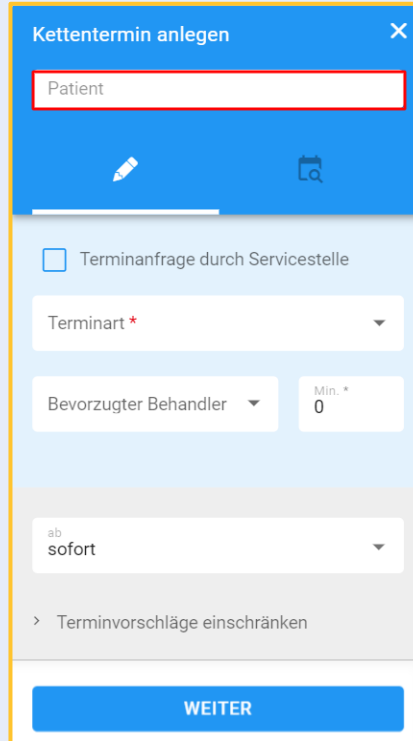 Kettentermin anlegen
Patient
Terminanfrage durch Servicestelle
Terminart *
Bevorzugter Behandler
Min. *
0
ab
sofort
Terminvorschläge einschränken
WEITER